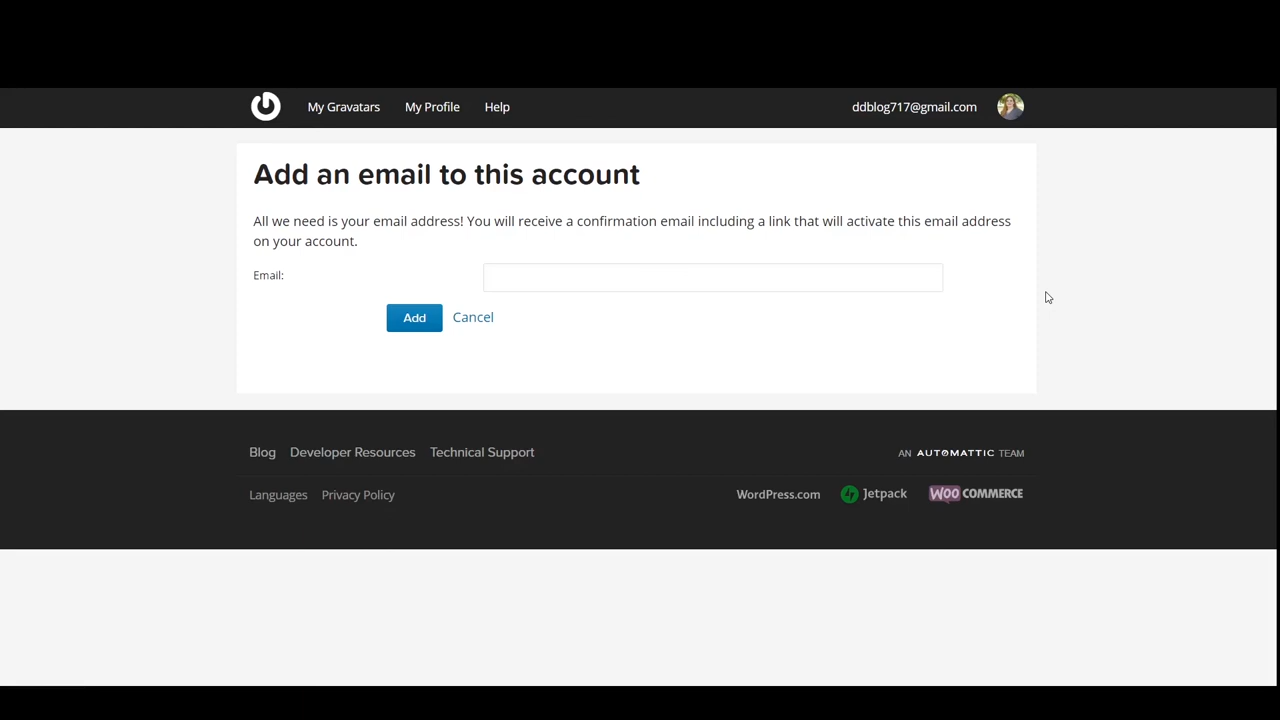 My Gravatars My Profile Help ddblog717@gmail.com
Add an email to this account
All we need is your email address! You will receive a confirmation email including a link that will activate this email address
on your account.
Email:
Add Cancel
Blog Developer Resources Technical Support AN AUTOMATTIC TEAM
Languages Privacy Policy WordPress.com Jetpack WOO COMMERCE